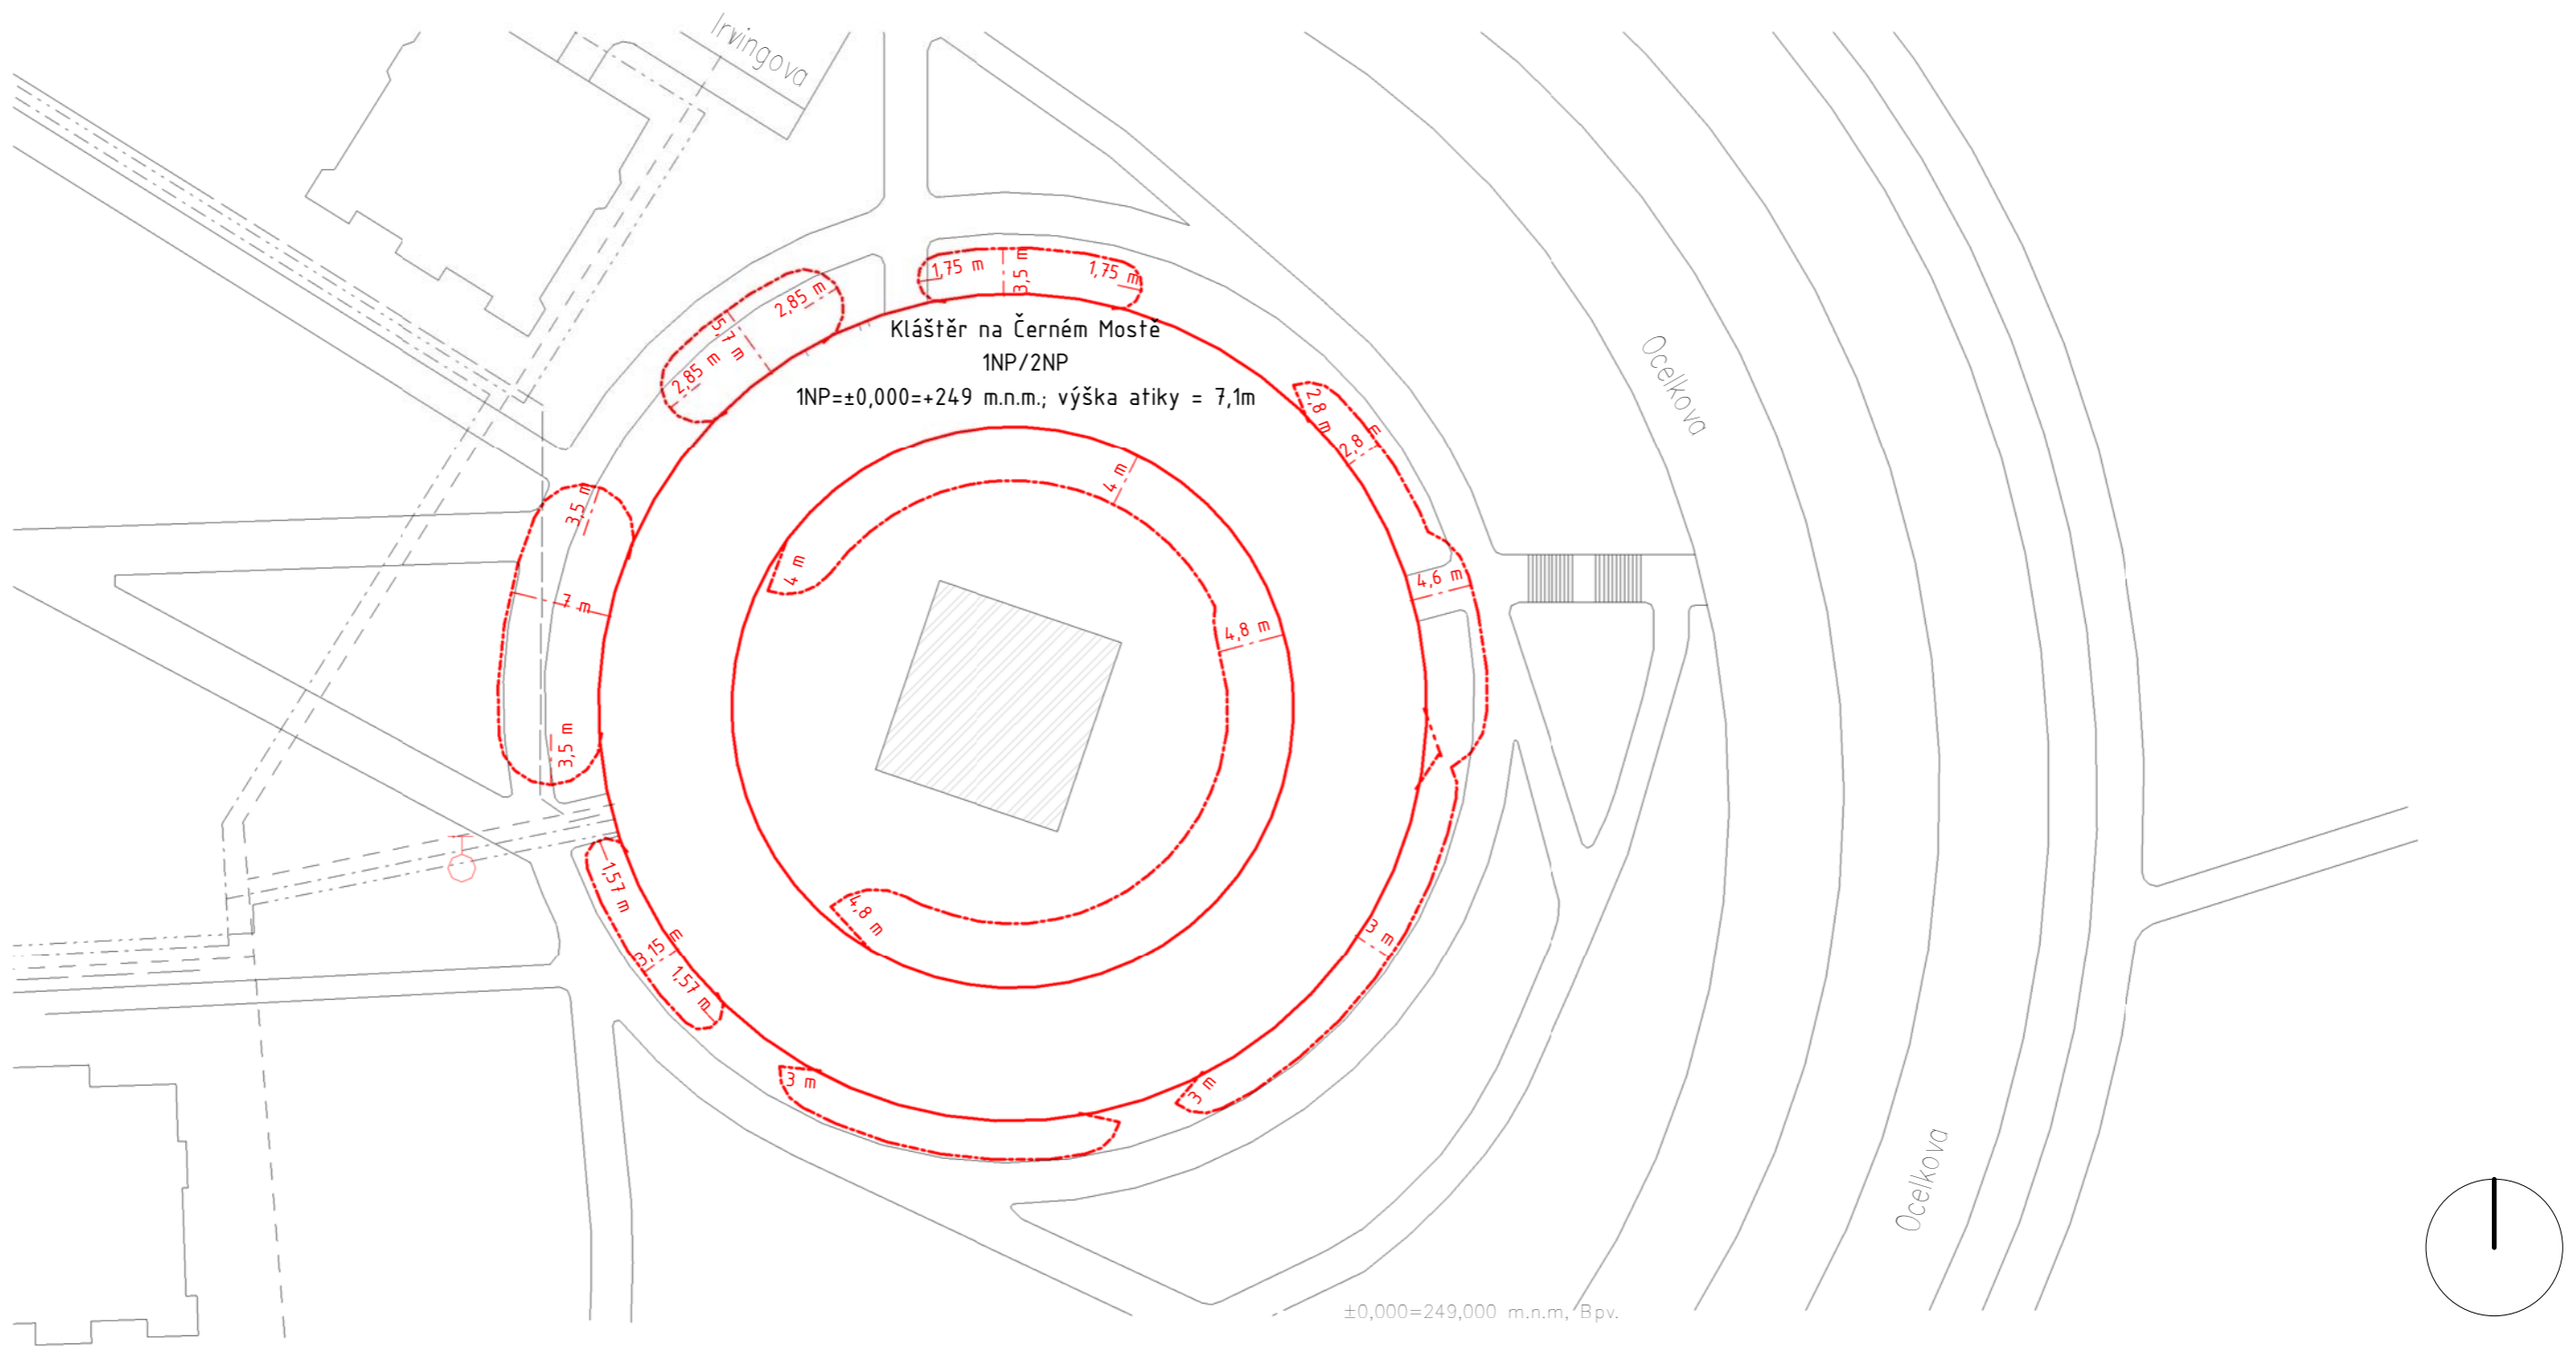 Irvingova
1,75 m
3,5 m
1,75 m
2,85 m
5,7 m
2,85 m
Kláštěr na Černém Mostě
1NP/2NP
1NP=±0,000=+249 m.n.m.; výška atiky = 7,1m
Ocelkova
2,8 m
2,8 m
4 m
3,5 m
4 m
4,6 m
7 m
4,8 m
3,5 m
1,57 m
4,8 m
3,15 m
3 m
1,57 m
3 m
3 m
Ocelkova
±0,000=249,000 m.n.m, Bpv.